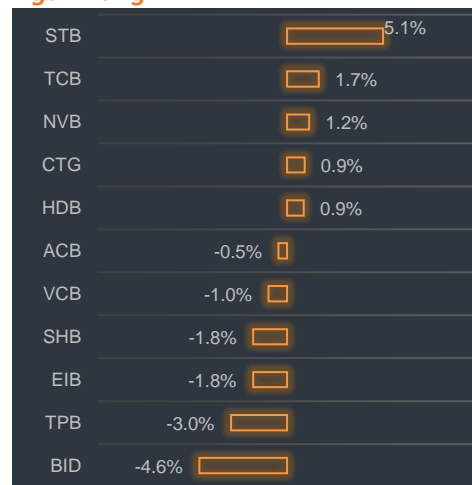 STB 5.1%
TCB 1.7%
NVB 1.2%
CTG 0.9%
HDB 0.9%
ACB -0.5%
VCB -1.0%
SHB -1.8%
EIB -1.8%
TPB -3.0%
BID -4.6%